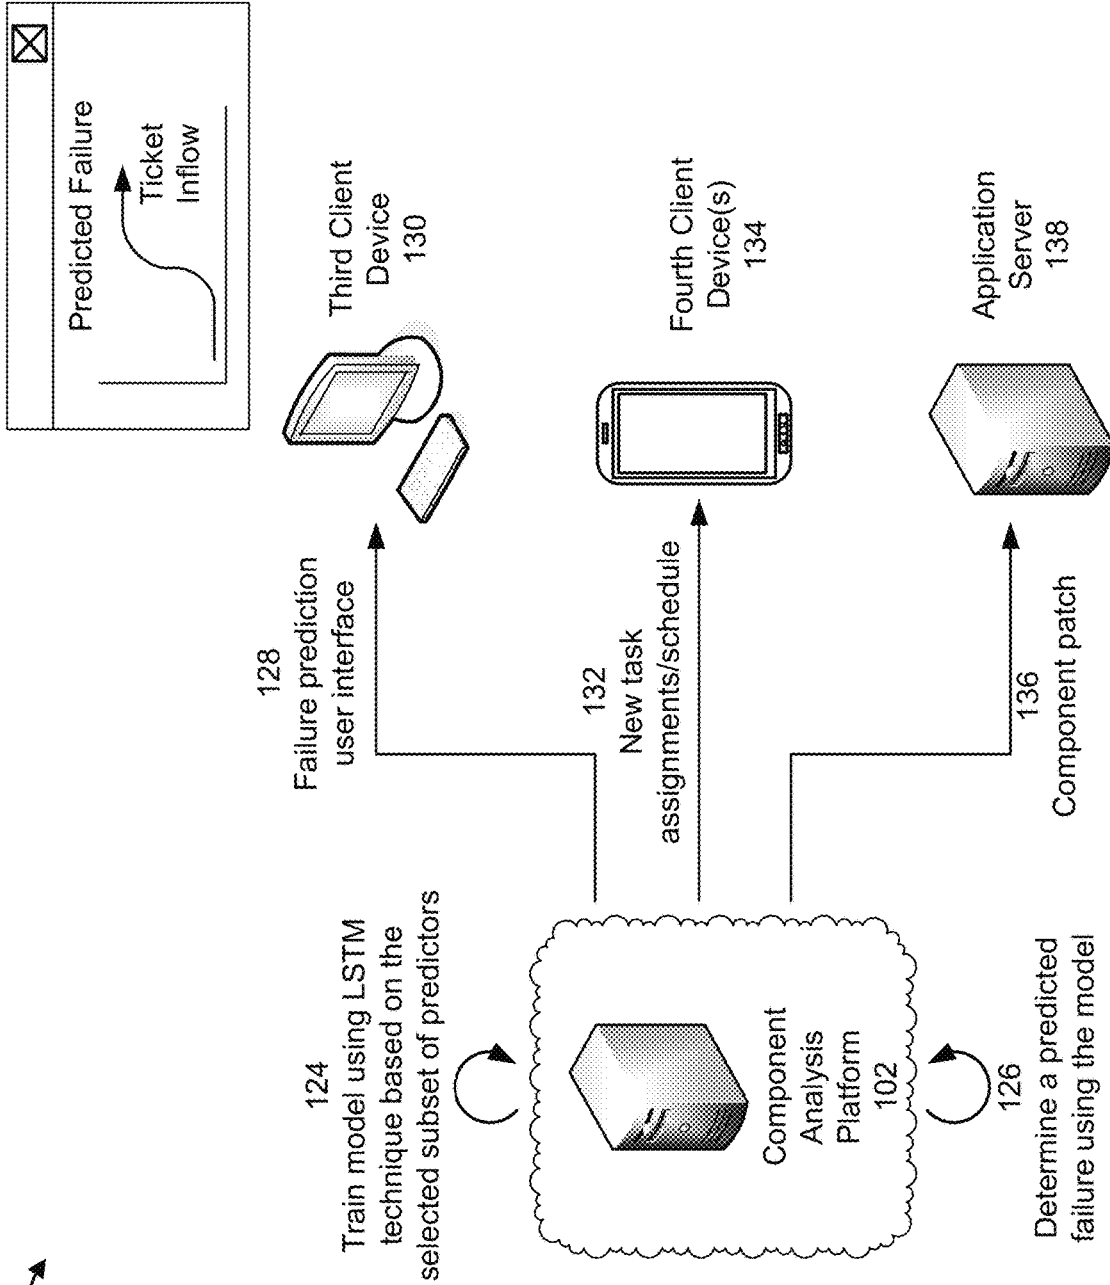 Predicted Failure
Ticket
Inflow
124
Train model using LSTM
technique based on the
selected subset of predictors
128
Failure prediction
user interface
Third Client
Device
130
Component
Analysis
Platform
102
132
New task
assignments/schedule
Fourth Client
Device(s)
134
126
Determine a predicted
failure using the model
136
Component patch
Application
Server
138